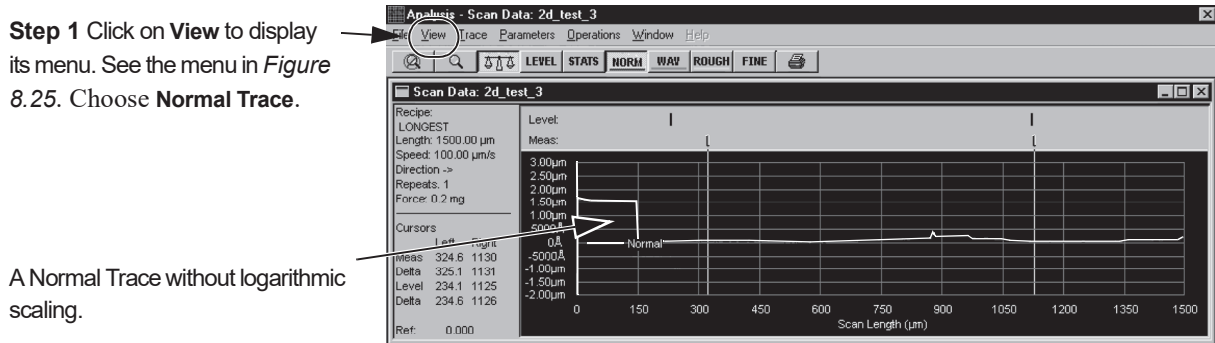 Step 1 Click on View to display
its menu. See the menu in Figure
8.25. Choose Normal Trace.
A Normal Trace without logarithmic
scaling.
Analysis - Scan Data: 2d_test_3
File View Trace Parameters Operations Window Help
LEVEL STATS NORM WAV ROUGH FINE
Scan Data: 2d_test_3
Recipe:
LONGEST
Length: 1500.00 µm
Speed: 100.00 µm/s
Direction ->
Repeats. 1
Force: 0.2 mg
Cursors
Left Right
Meas 324.6 1130
Delta 325.1 1131
Level 234.1 1125
Delta 234.6 1126
Ref: 0.000
Level:
Meas:
3.00µm
2.50µm
2.00µm
1.50µm
1.00µm
5000Å
0Å
-5000Å
-1.00µm
-1.50µm
-2.00µm
Normal
0 150 300 450 600 750 900 1050 1200 1350 1500
Scan Length (µm)